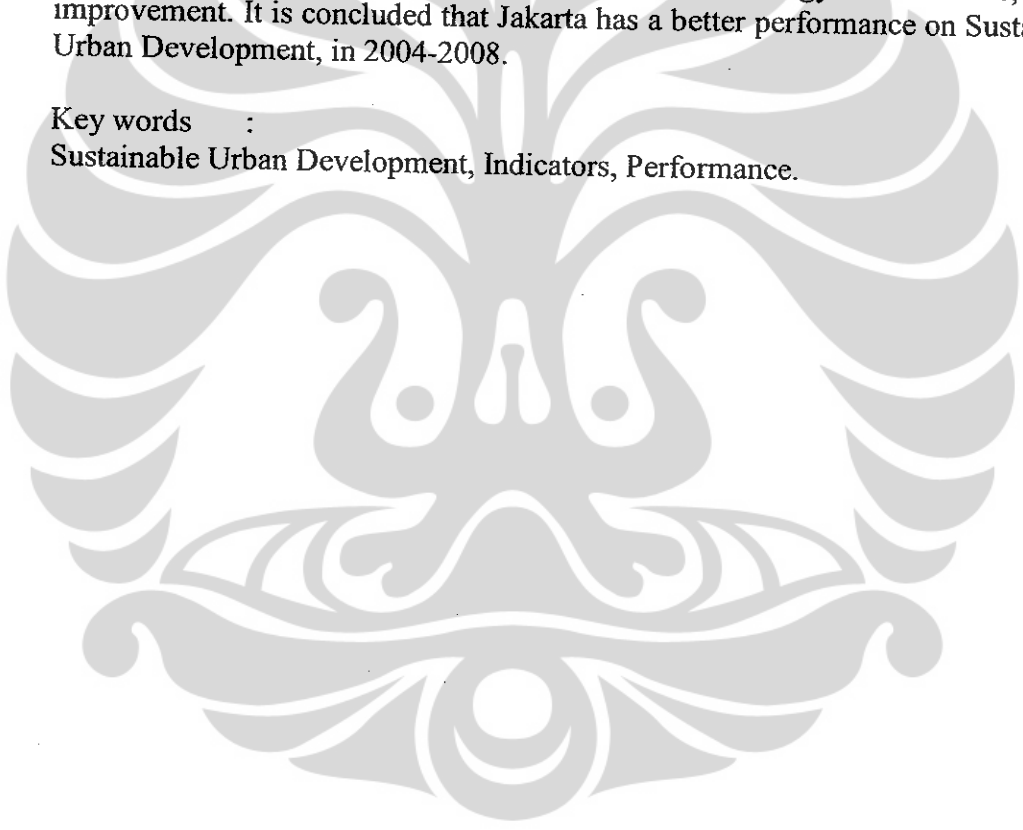 improvement. It is concluded that Jakarta has a better performance on
Urban Development, in 2004-2008.
Key words :
Sustainable Urban Development, Indicators, Performance.